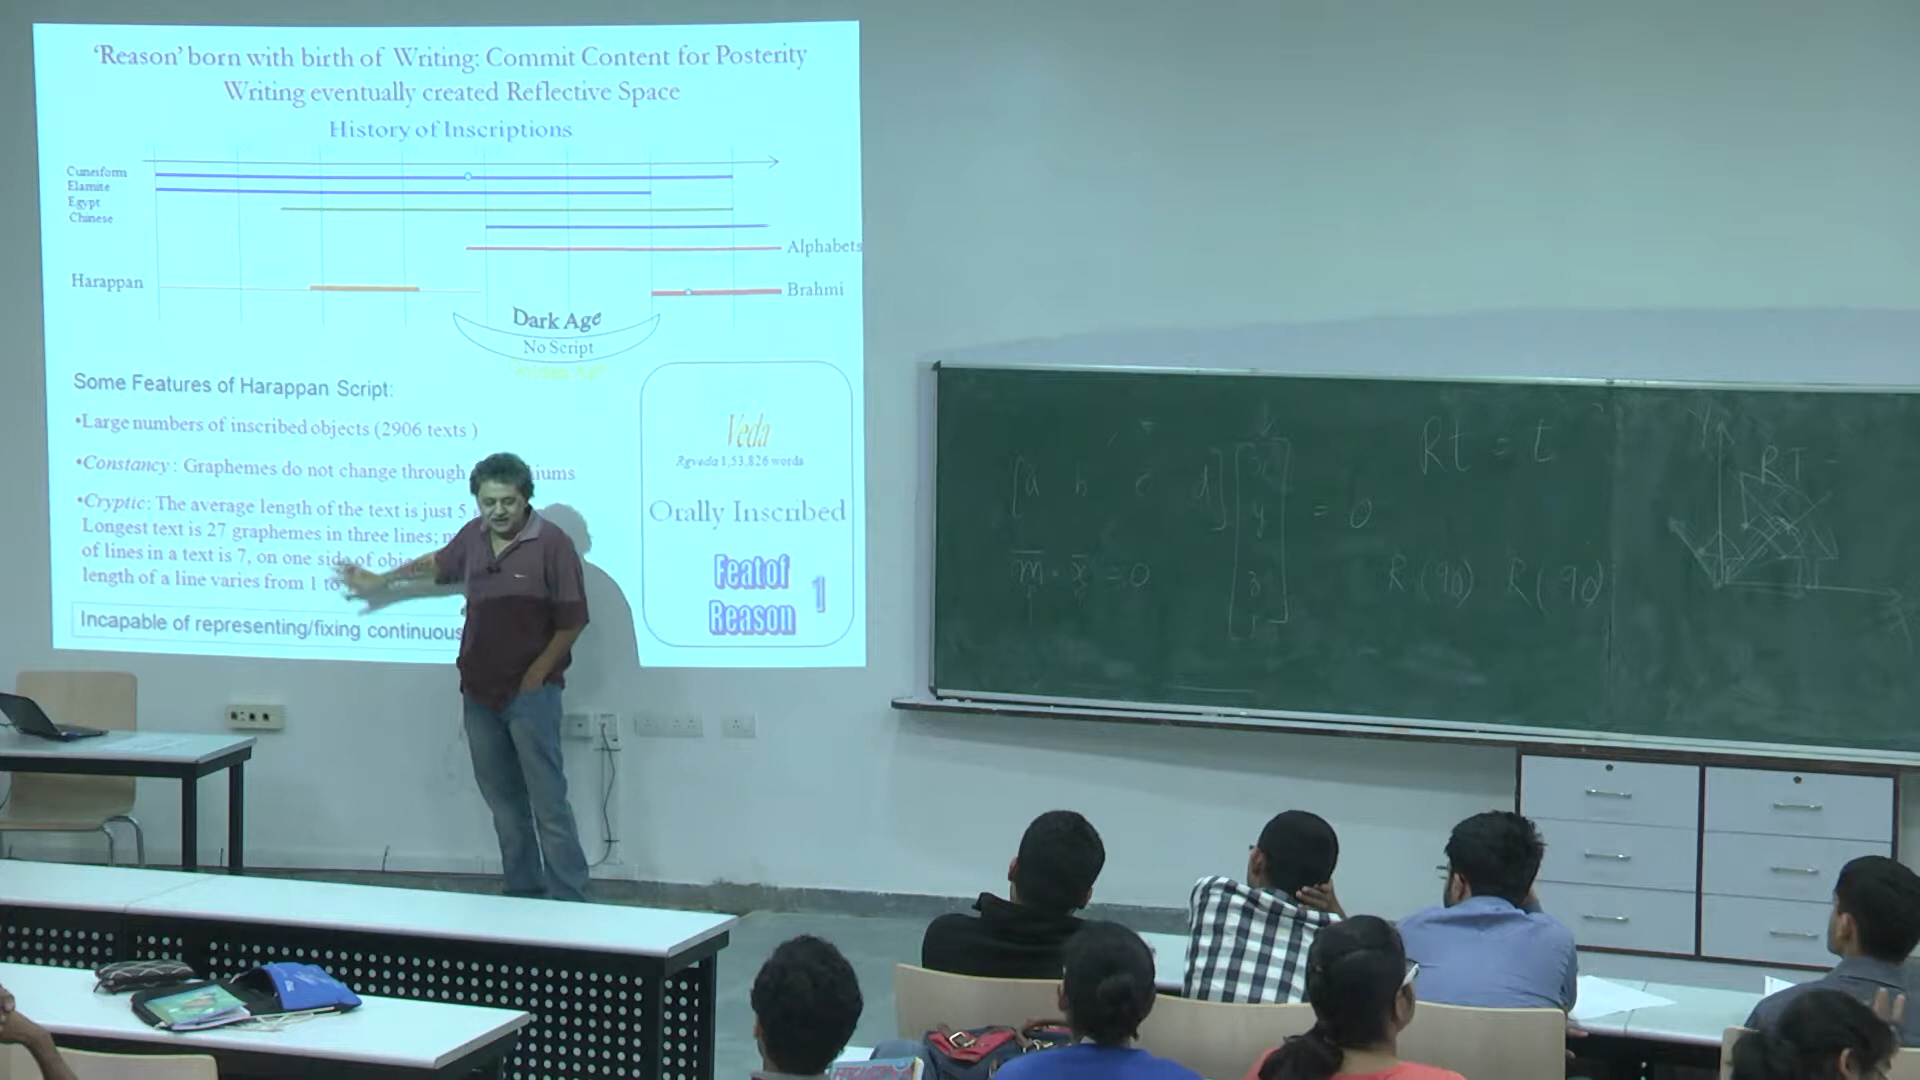 ‘Reason’ born with birth of Writing: Commit Content for Posterity
Writing eventually created Reflective Space
History of Inscriptions
Cuneiform
Elamite
Egypt
Chinese
Alphabets
Harappan
Brahmi
Dark Age
No Script
Some Features of Harappan Script:
•Large numbers of inscribed objects (2906 texts )
•Constancy : Graphemes do not change through iums
•Cryptic: The average length of the text is just 5
Longest text is 27 graphemes in three lines;
of lines in a text is 7, on one side of
length of a line varies from 1 to
Incapable of representing/fixing continuous
Veda
Rgveda 1,53,826 words
Orally Inscribed
Feat of
Reason 1
[a b c d] [x y z] = 0
m . x = 0
Rt = t
R (90) R (90)
RT